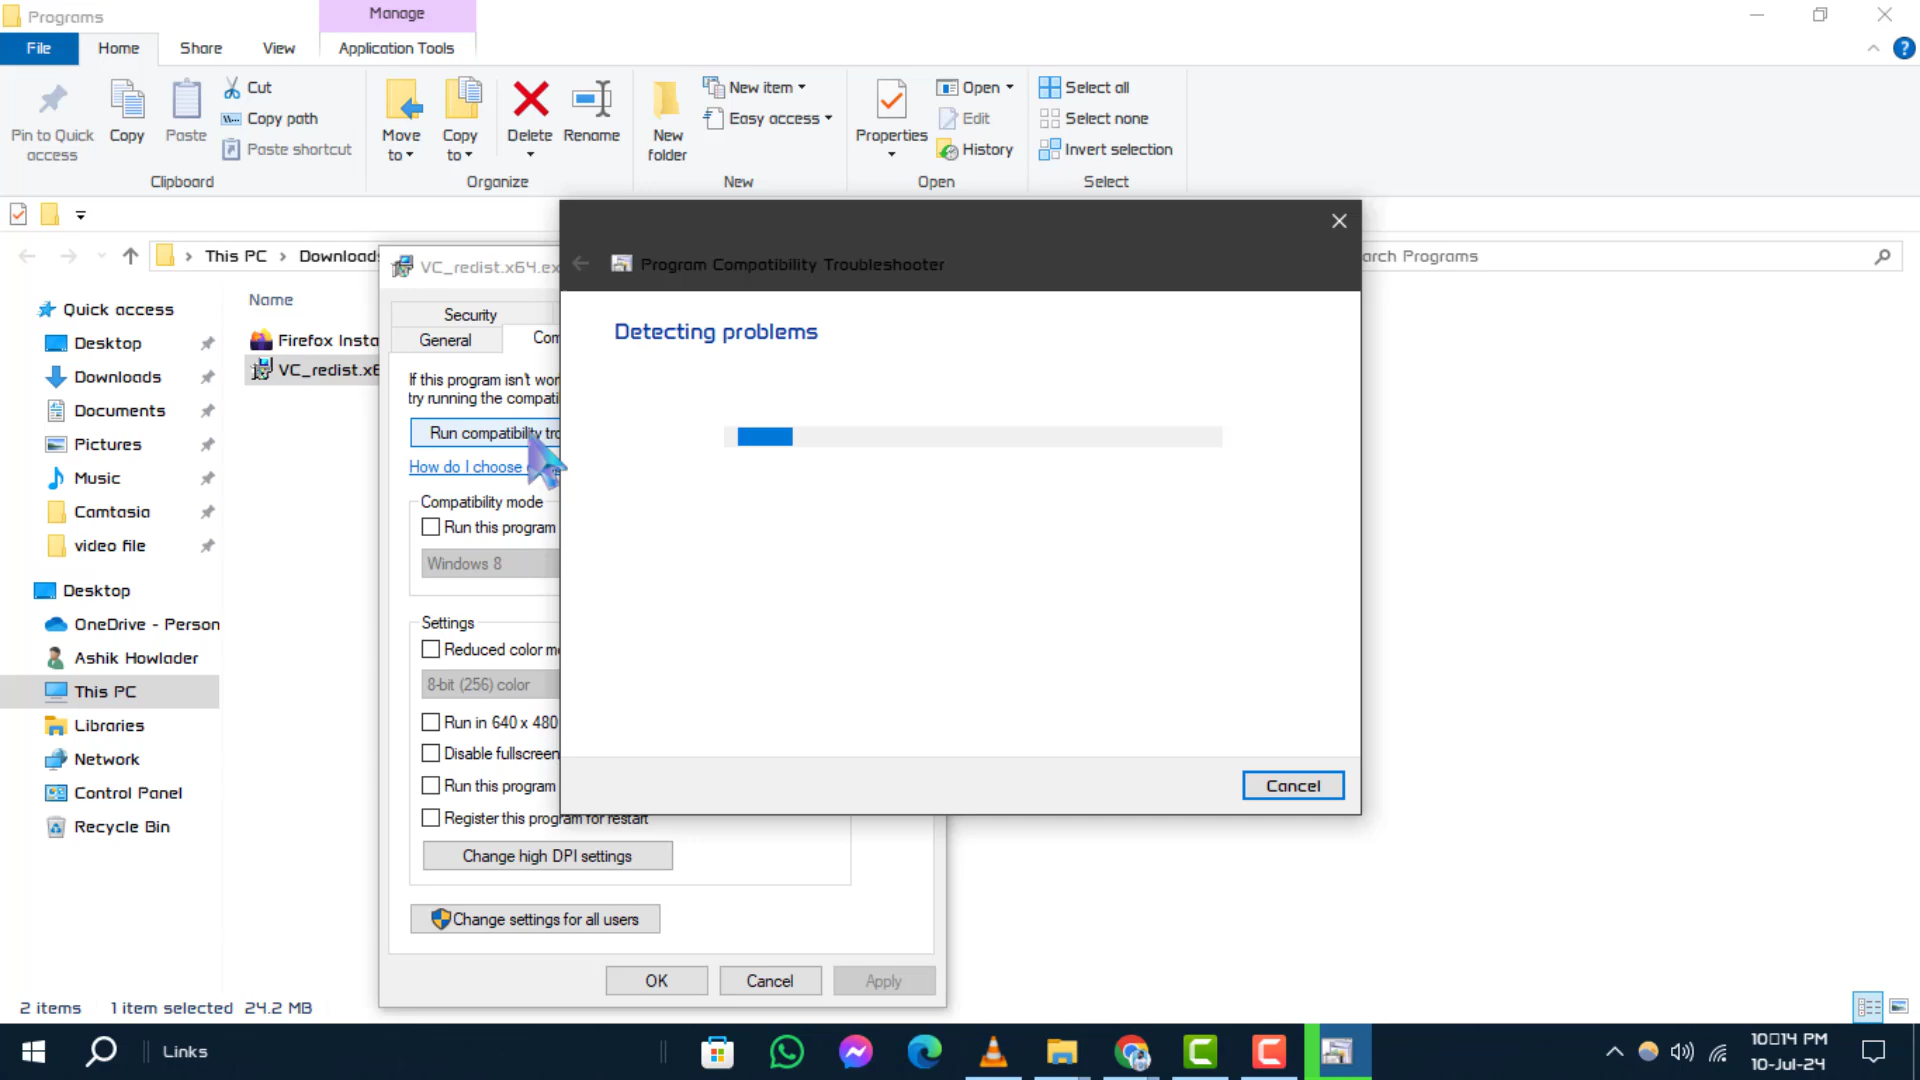 Programs
Manage
File
Home
Share
View
Application Tools
Pin to Quick access
Copy
Paste
Cut
Copy path
Paste shortcut
Clipboard
Move to
Copy to
Delete
Rename
Organize
New folder
New item
Easy access
New
Properties
Open
Edit
History
Open
Select all
Select none
Invert selection
Select
This PC
Downloads
arch Programs
Quick access
Desktop
Downloads
Documents
Pictures
Music
Camtasia
video file
Desktop
OneDrive - Person
Ashik Howlader
This PC
Libraries
Network
Control Panel
Recycle Bin
Name
Firefox Insta
VC_redist.x6
VC_redist.x64.ex
Security
General
Com
If this program isn't wor
try running the compati
Run compatibility tro
How do I choose
Compatibility mode
Run this program
Windows 8
Settings
Reduced color mo
8-bit (256) color
Run in 640 x 480
Disable fullscreen
Run this program
Register this program for restart
Change high DPI settings
Change settings for all users
OK
Cancel
Apply
Program Compatibility Troubleshooter
Detecting problems
Cancel
2 items
1 item selected 24.2 MB
Links
10:14 PM
10-Jul-24